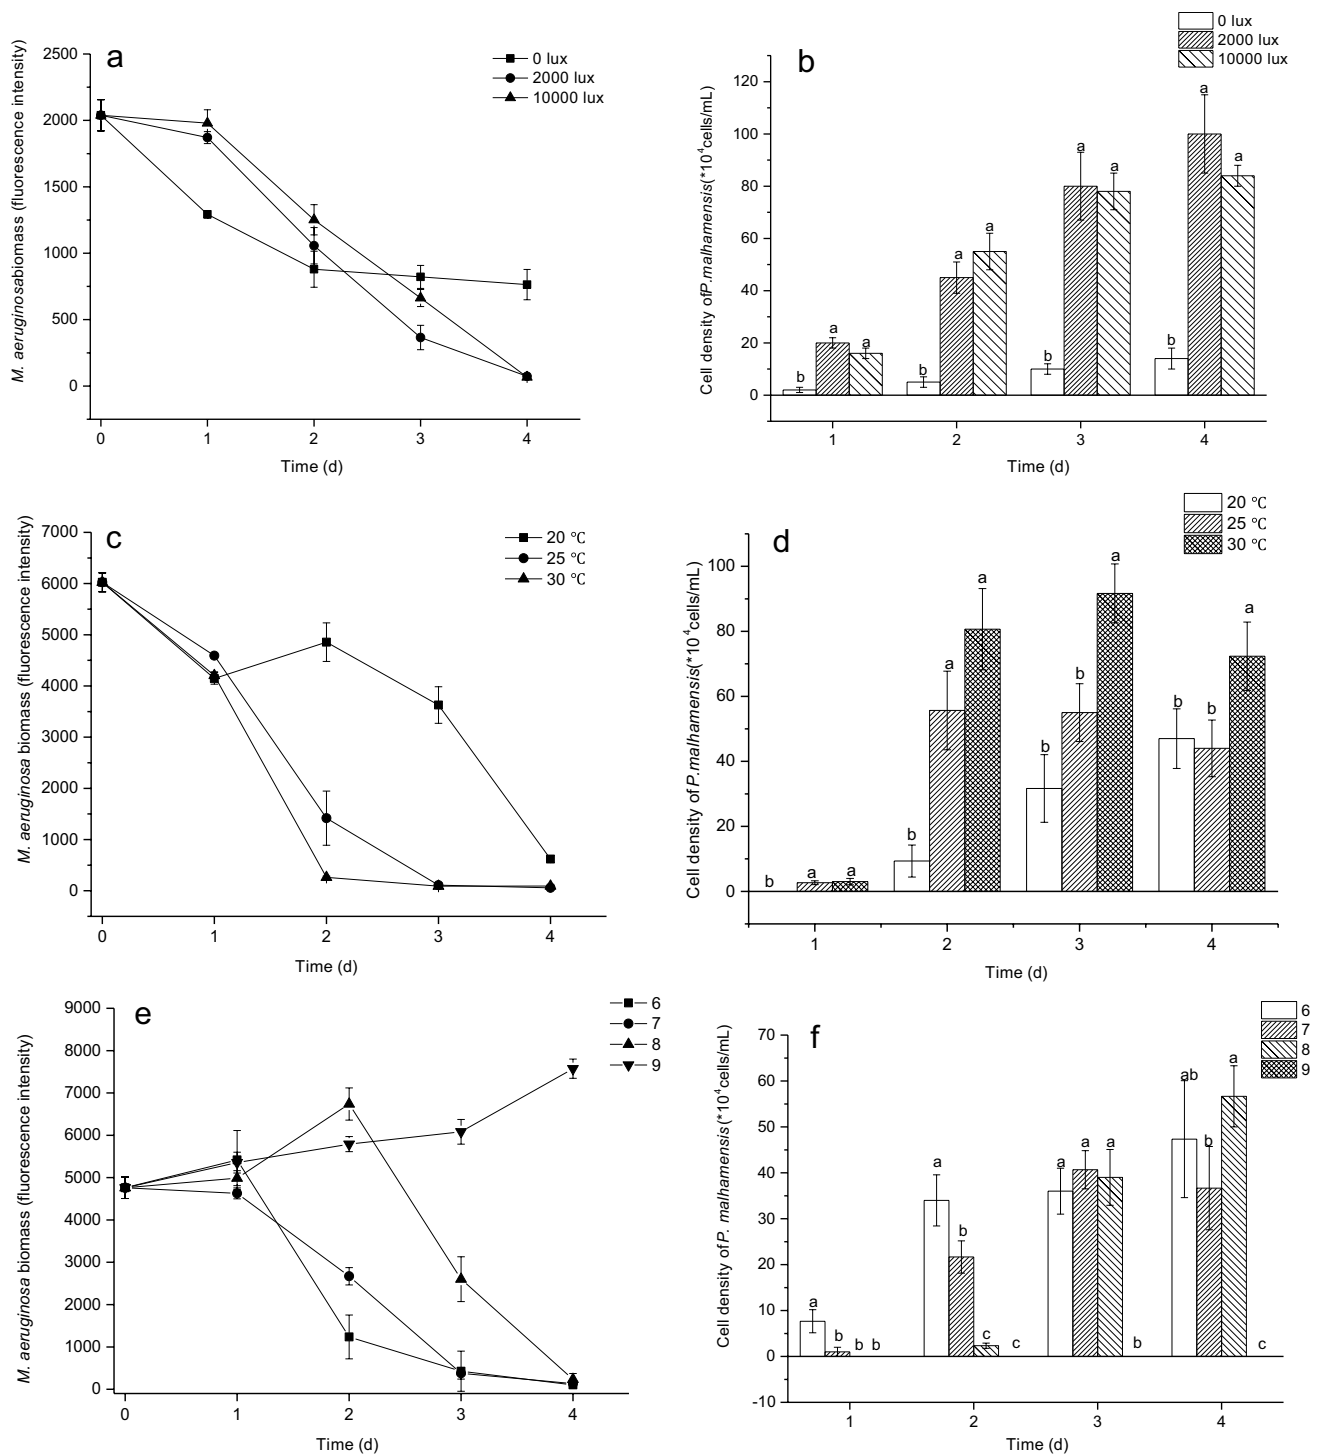 a
0 lux
2000 lux
10000 lux
2500
2000
1500
1000
500
0
M. aeruginosabiomass (fluorescence intensity)
0 1 2 3 4
Time (d)
b
0 lux
2000 lux
10000 lux
120
100
80
60
40
20
0
Cell density ofP.malhamensis(*10⁴cells/mL)
b a a b a a b a a b a a
1 2 3 4
Time (d)
c
20 ℃
25 ℃
30 ℃
7000
6000
5000
4000
3000
2000
1000
0
M. aeruginosa biomass (fluorescence intensity)
0 1 2 3 4
Time (d)
d
20 ℃
25 ℃
30 ℃
100
80
60
40
20
0
Cell density of P.malhamensis(*10⁴cells/mL)
b a a b a a b b a b b a
1 2 3 4
Time (d)
e
6
7
8
9
9000
8000
7000
6000
5000
4000
3000
2000
1000
0
M. aeruginosa biomass (fluorescence intensity)
0 1 2 3 4
Time (d)
f
6
7
8
9
70
60
50
40
30
20
10
0
-10
Cell density of P. malhamensis(*10⁴cells/mL)
a b b b a b c c a a a b ab b a c
1 2 3 4
Time (d)